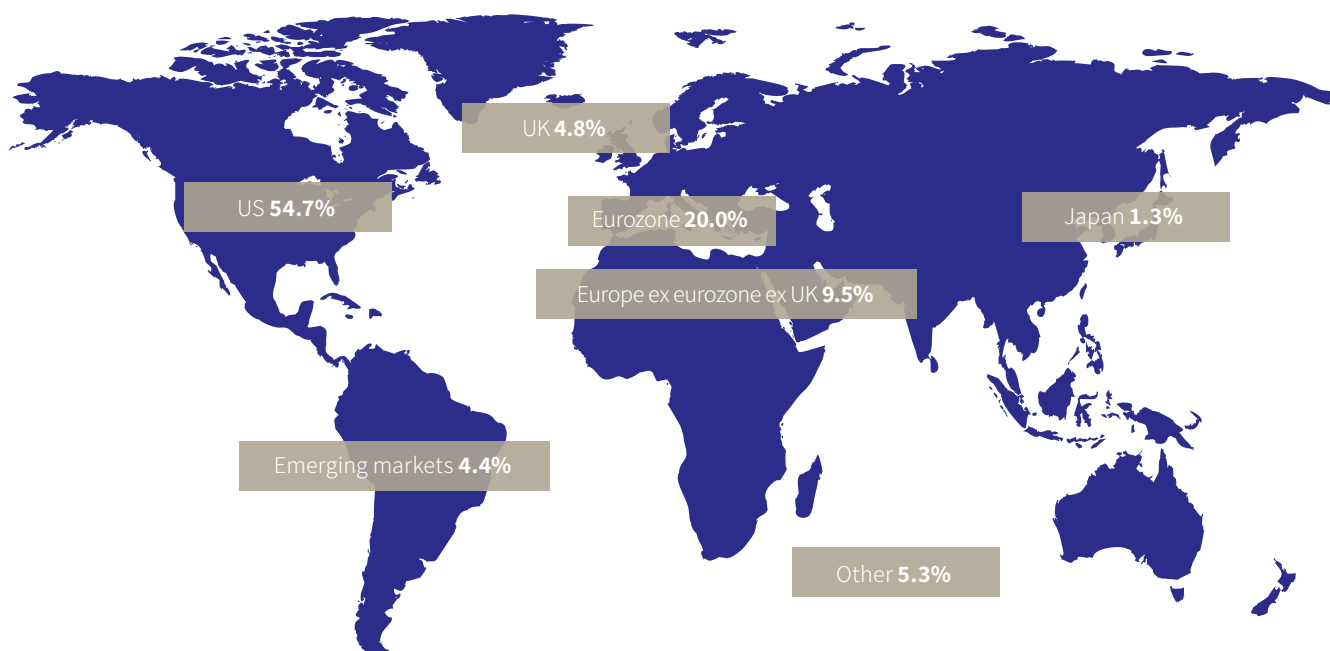 UK 4.8%
US 54.7%
Eurozone 20.0%
Japan 1.3%
Europe ex eurozone ex UK 9.5%
Emerging markets 4.4%
Other 5.3%